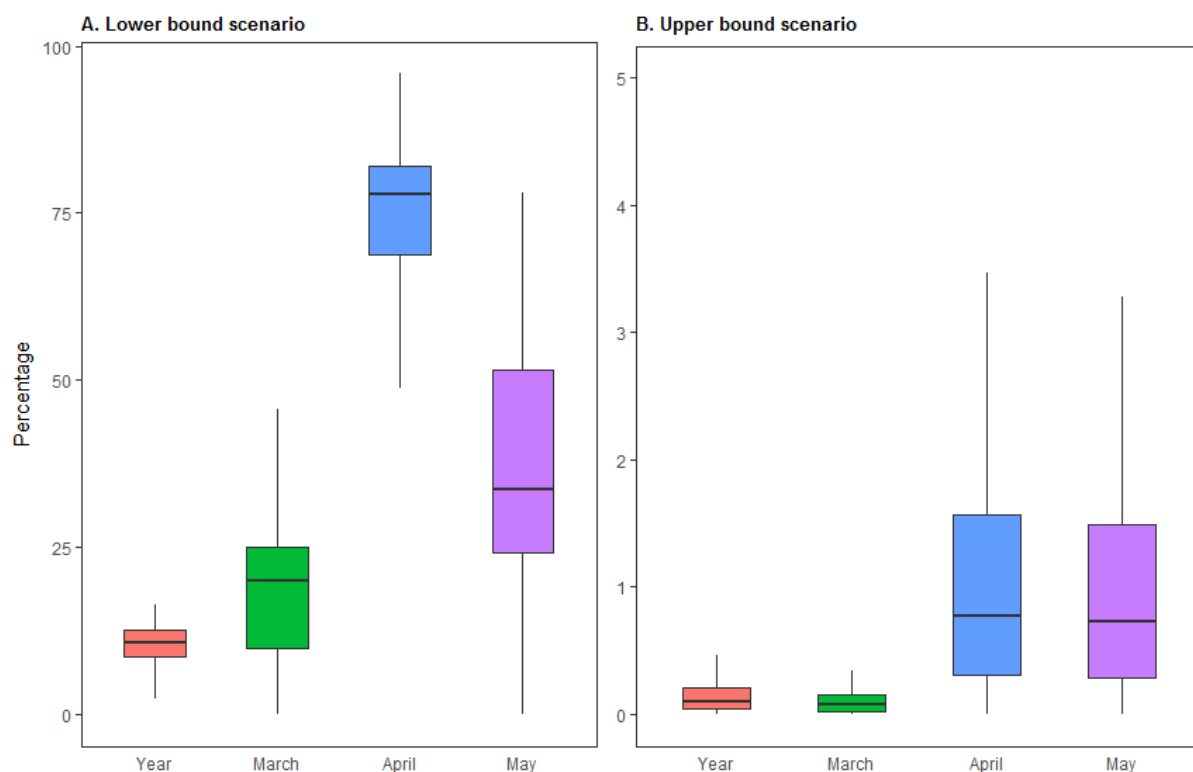 A. Lower bound scenario
Percentage
100
75
50
25
0
Year March April May
B. Upper bound scenario
5
4
3
2
1
0
Year March April May